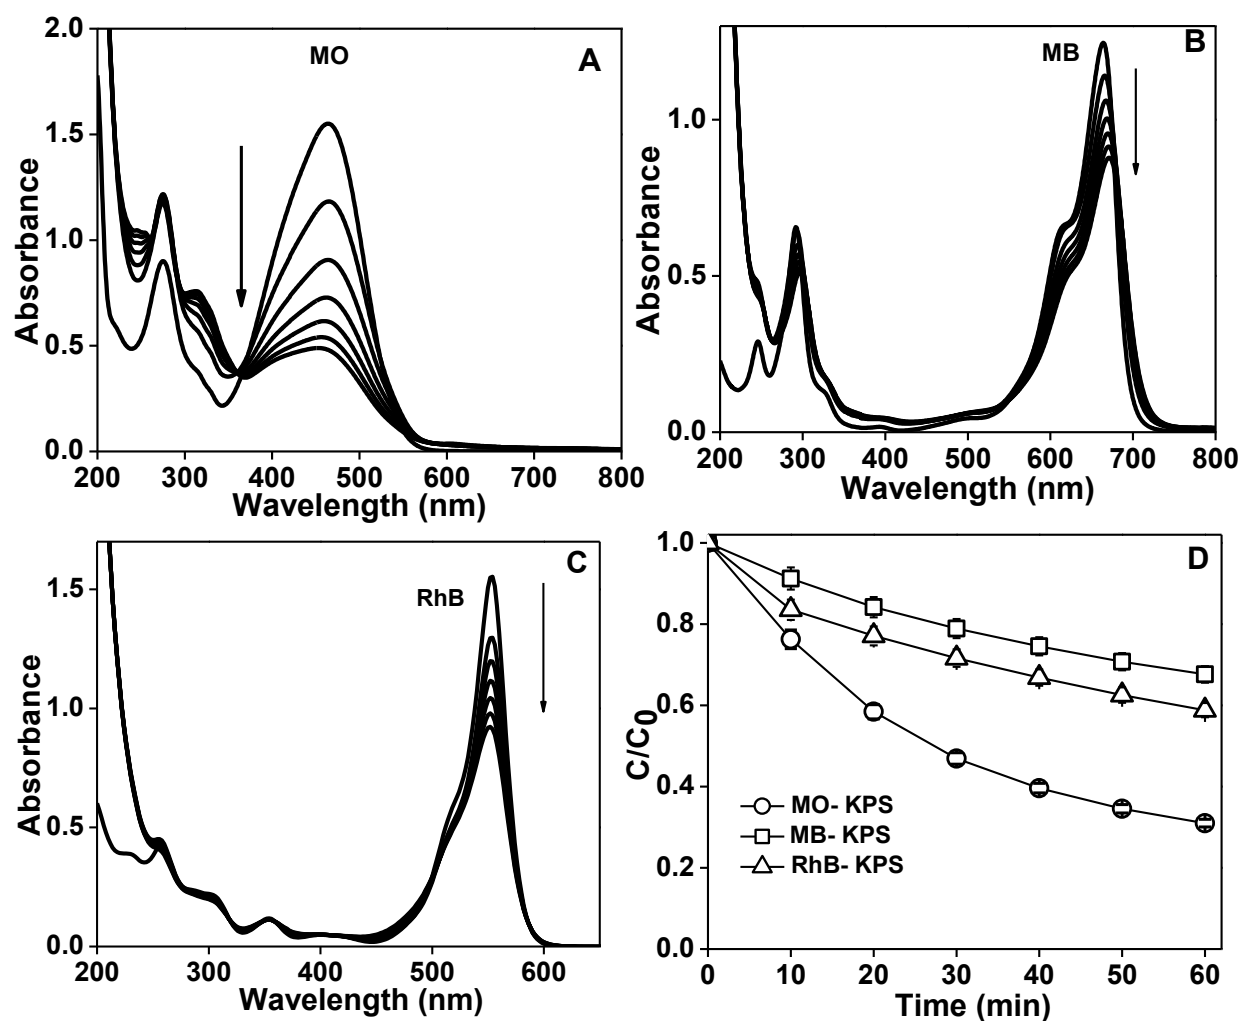 MO
A
2.0
1.5
1.0
0.5
0.0
Absorbance
200 300 400 500 600 700 800
Wavelength (nm)
MB
B
1.0
0.5
0.0
Absorbance
200 300 400 500 600 700 800
Wavelength (nm)
RhB
C
1.5
1.0
0.5
0.0
Absorbance
200 300 400 500 600
Wavelength (nm)
D
1.0
0.8
0.6
0.4
0.2
0.0
C/C0
MO- KPS
MB- KPS
RhB- KPS
0 10 20 30 40 50 60
Time (min)